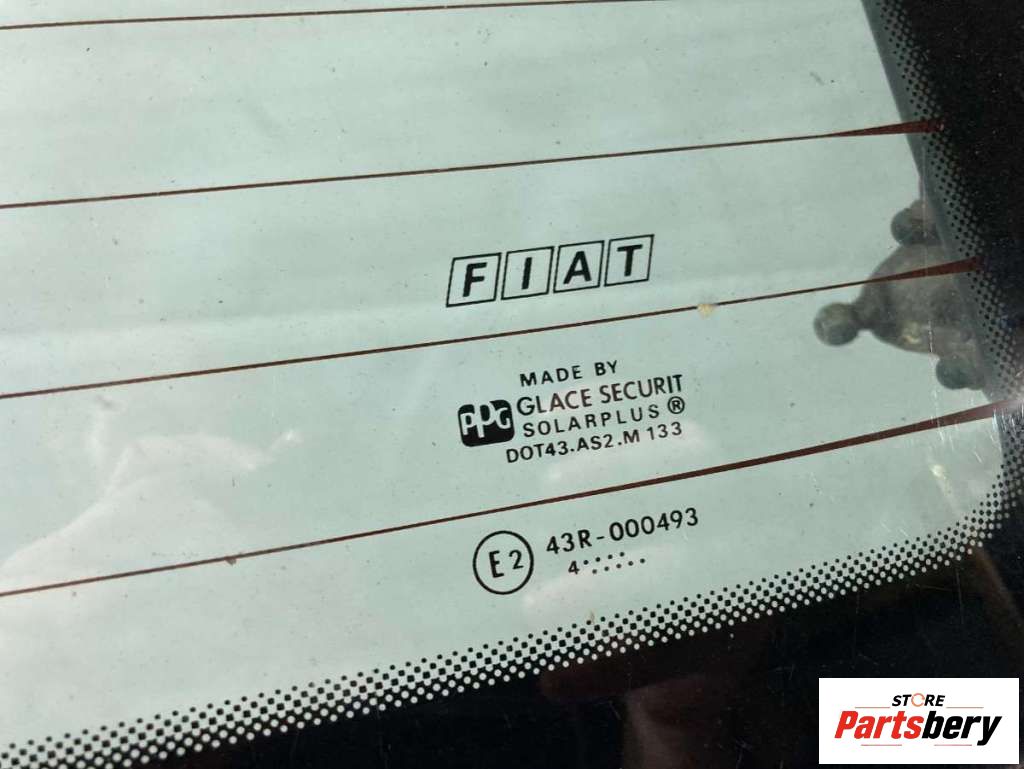 FIAT
MADE BY
PPG GLACE SECURIT
SOLARPLUS®
DOT43.AS2.M 133
E2 43R-000493
4·······
STORE
Partsbery